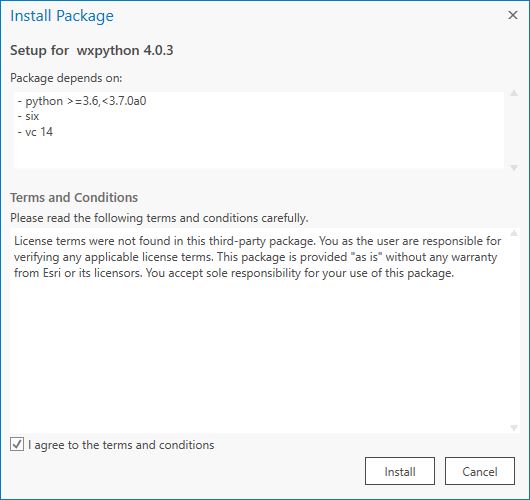 Install Package
Setup for wxpython 4.0.3
Package depends on:
- python >=3.6,<3.7.0a0
- six
- vc 14
Terms and Conditions
Please read the following terms and conditions carefully.
License terms were not found in this third-party package. You as the user are responsible for
verifying any applicable license terms. This package is provided "as is" without any warranty
from Esri or its licensors. You accept sole responsibility for your use of this package.
I agree to the terms and conditions
Install
Cancel